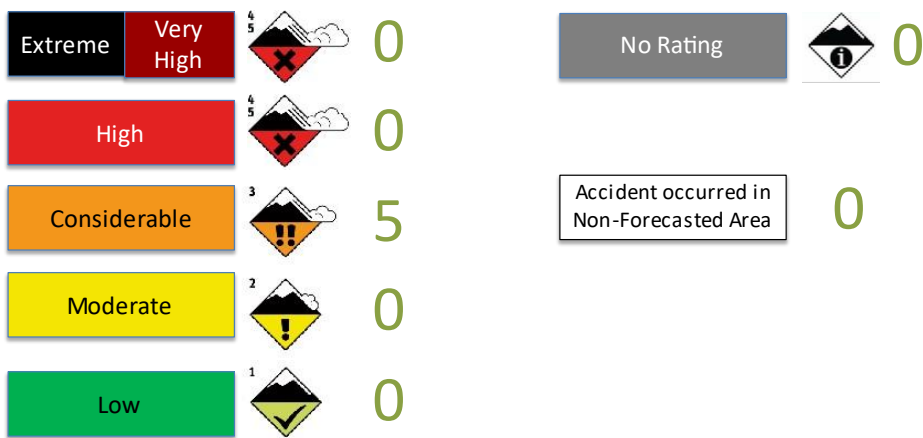 Extreme
Very
High
4
5
0
No Rating
i
0
High
4
5
0
Considerable
3
!!
5
Accident occurred in
Non-Forecasted Area
0
Moderate
2
!
0
Low
1
0